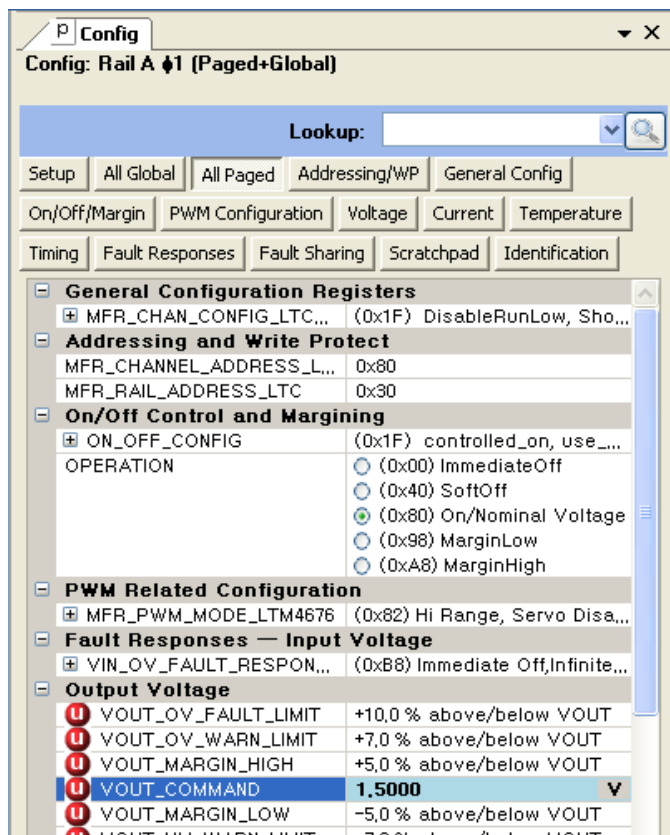 p Config
Config: Rail A ϕ1 (Paged+Global)
Lookup:
Setup All Global All Paged Addressing/WP General Config
On/Off/Margin PWM Configuration Voltage Current Temperature
Timing Fault Responses Fault Sharing Scratchpad Identification
General Configuration Registers
MFR_CHAN_CONFIG_LTC... (0x1F) DisableRunLow, Sho...
Addressing and Write Protect
MFR_CHANNEL_ADDRESS_L... 0x80
MFR_RAIL_ADDRESS_LTC 0x30
On/Off Control and Margining
ON_OFF_CONFIG (0x1F) controlled_on, use_...
OPERATION (0x00) ImmediateOff
(0x40) SoftOff
(0x80) On/Nominal Voltage
(0x98) MarginLow
(0xA8) MarginHigh
PWM Related Configuration
MFR_PWM_MODE_LTM4676 (0x82) Hi Range, Servo Disa...
Fault Responses — Input Voltage
VIN_OV_FAULT_RESPON... (0xB8) Immediate Off,Infinite...
Output Voltage
u VOUT_OV_FAULT_LIMIT +10,0 % above/below VOUT
u VOUT_OV_WARN_LIMIT +7,0 % above/below VOUT
u VOUT_MARGIN_HIGH +5,0 % above/below VOUT
u VOUT_COMMAND 1,5000 V
u VOUT_MARGIN_LOW -5,0 % above/below VOUT